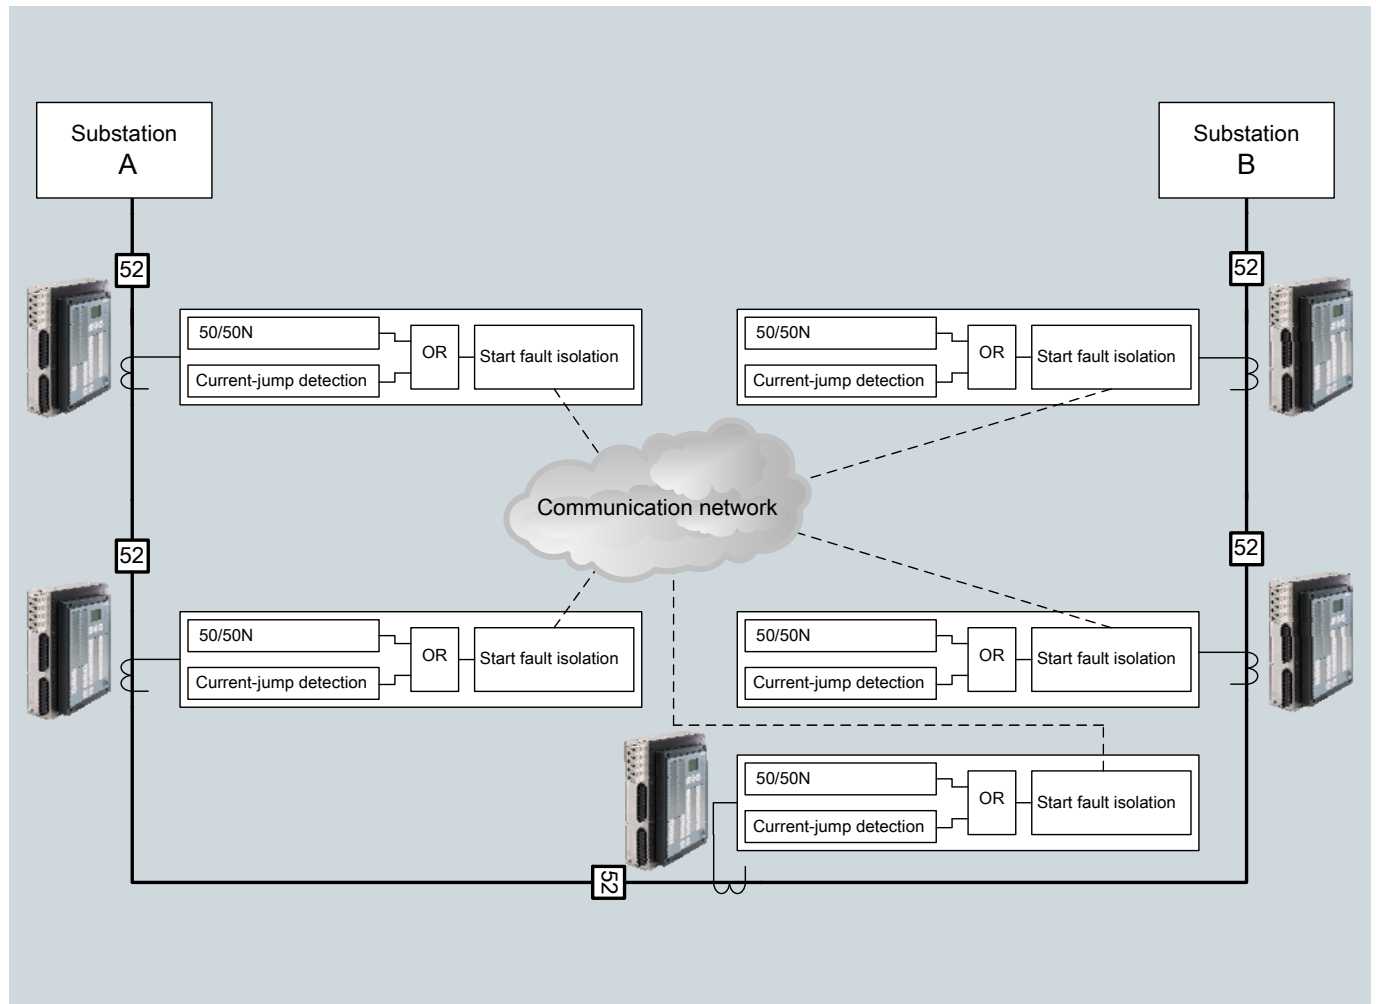 Substation
A
Substation
B
52
52
50/50N
OR
Start fault isolation
Current-jump detection
50/50N
OR
Start fault isolation
Current-jump detection
Communication network
52
52
50/50N
OR
Start fault isolation
Current-jump detection
50/50N
OR
Start fault isolation
Current-jump detection
50/50N
OR
Start fault isolation
Current-jump detection
52